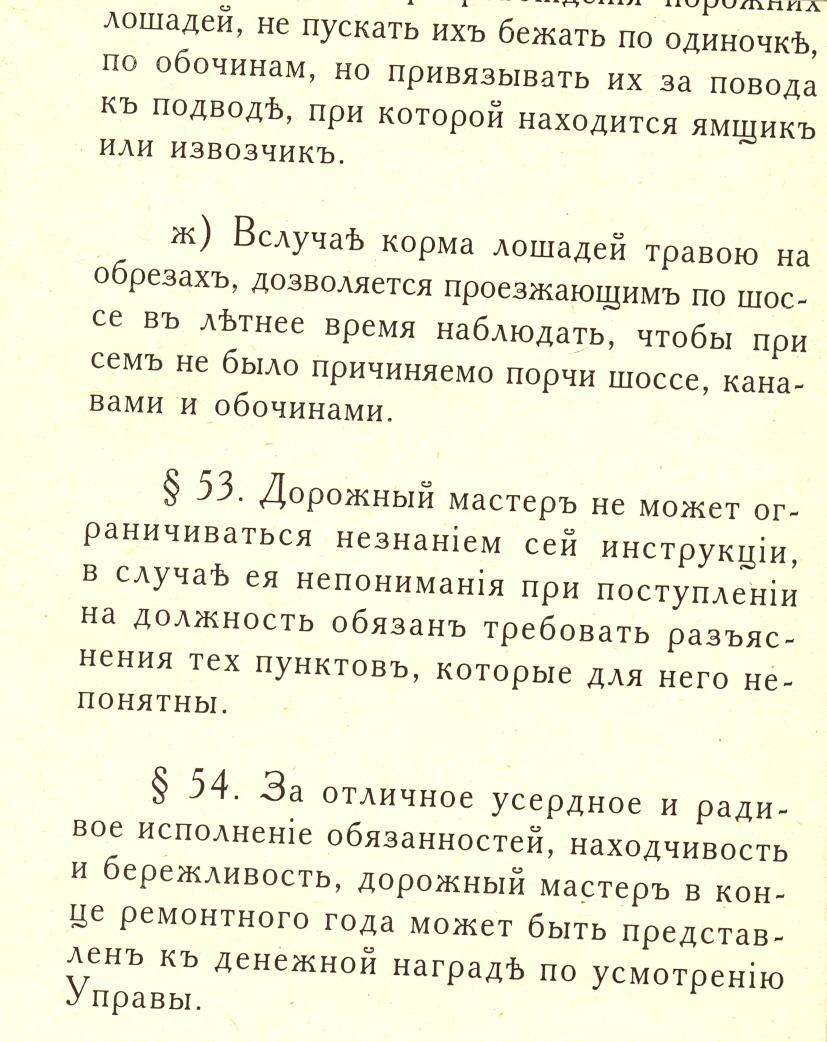 порожних
лошадей, не пускать ихъ бежать по одиночкѣ,
по обочинам, но привязывать их за повода
къ подводѣ, при которой находится ямщикъ
или извозчикъ.
ж) Вслучаѣ корма лошадей травою на
обрезахъ, дозволяется проезжающимъ по шос-
се въ лѣтнее время наблюдать, чтобы при
семъ не было причиняемо порчи шоссе, кана-
вами и обочинами.
§ 53. Дорожный мастеръ не может ог-
раничиваться незнаніем сей инструкціи,
в случаѣ ея непониманія при поступленіи
на должность обязанъ требовать разъяс-
нения тех пунктовъ, которые для него не-
понятны.
§ 54. За отличное усердное и ради-
вое исполненіе обязанностей, находчивость
и бережливость, дорожный мастеръ в кон-
це ремонтного года может быть представ-
ленъ къ денежной наградѣ по усмотренію
Управы.